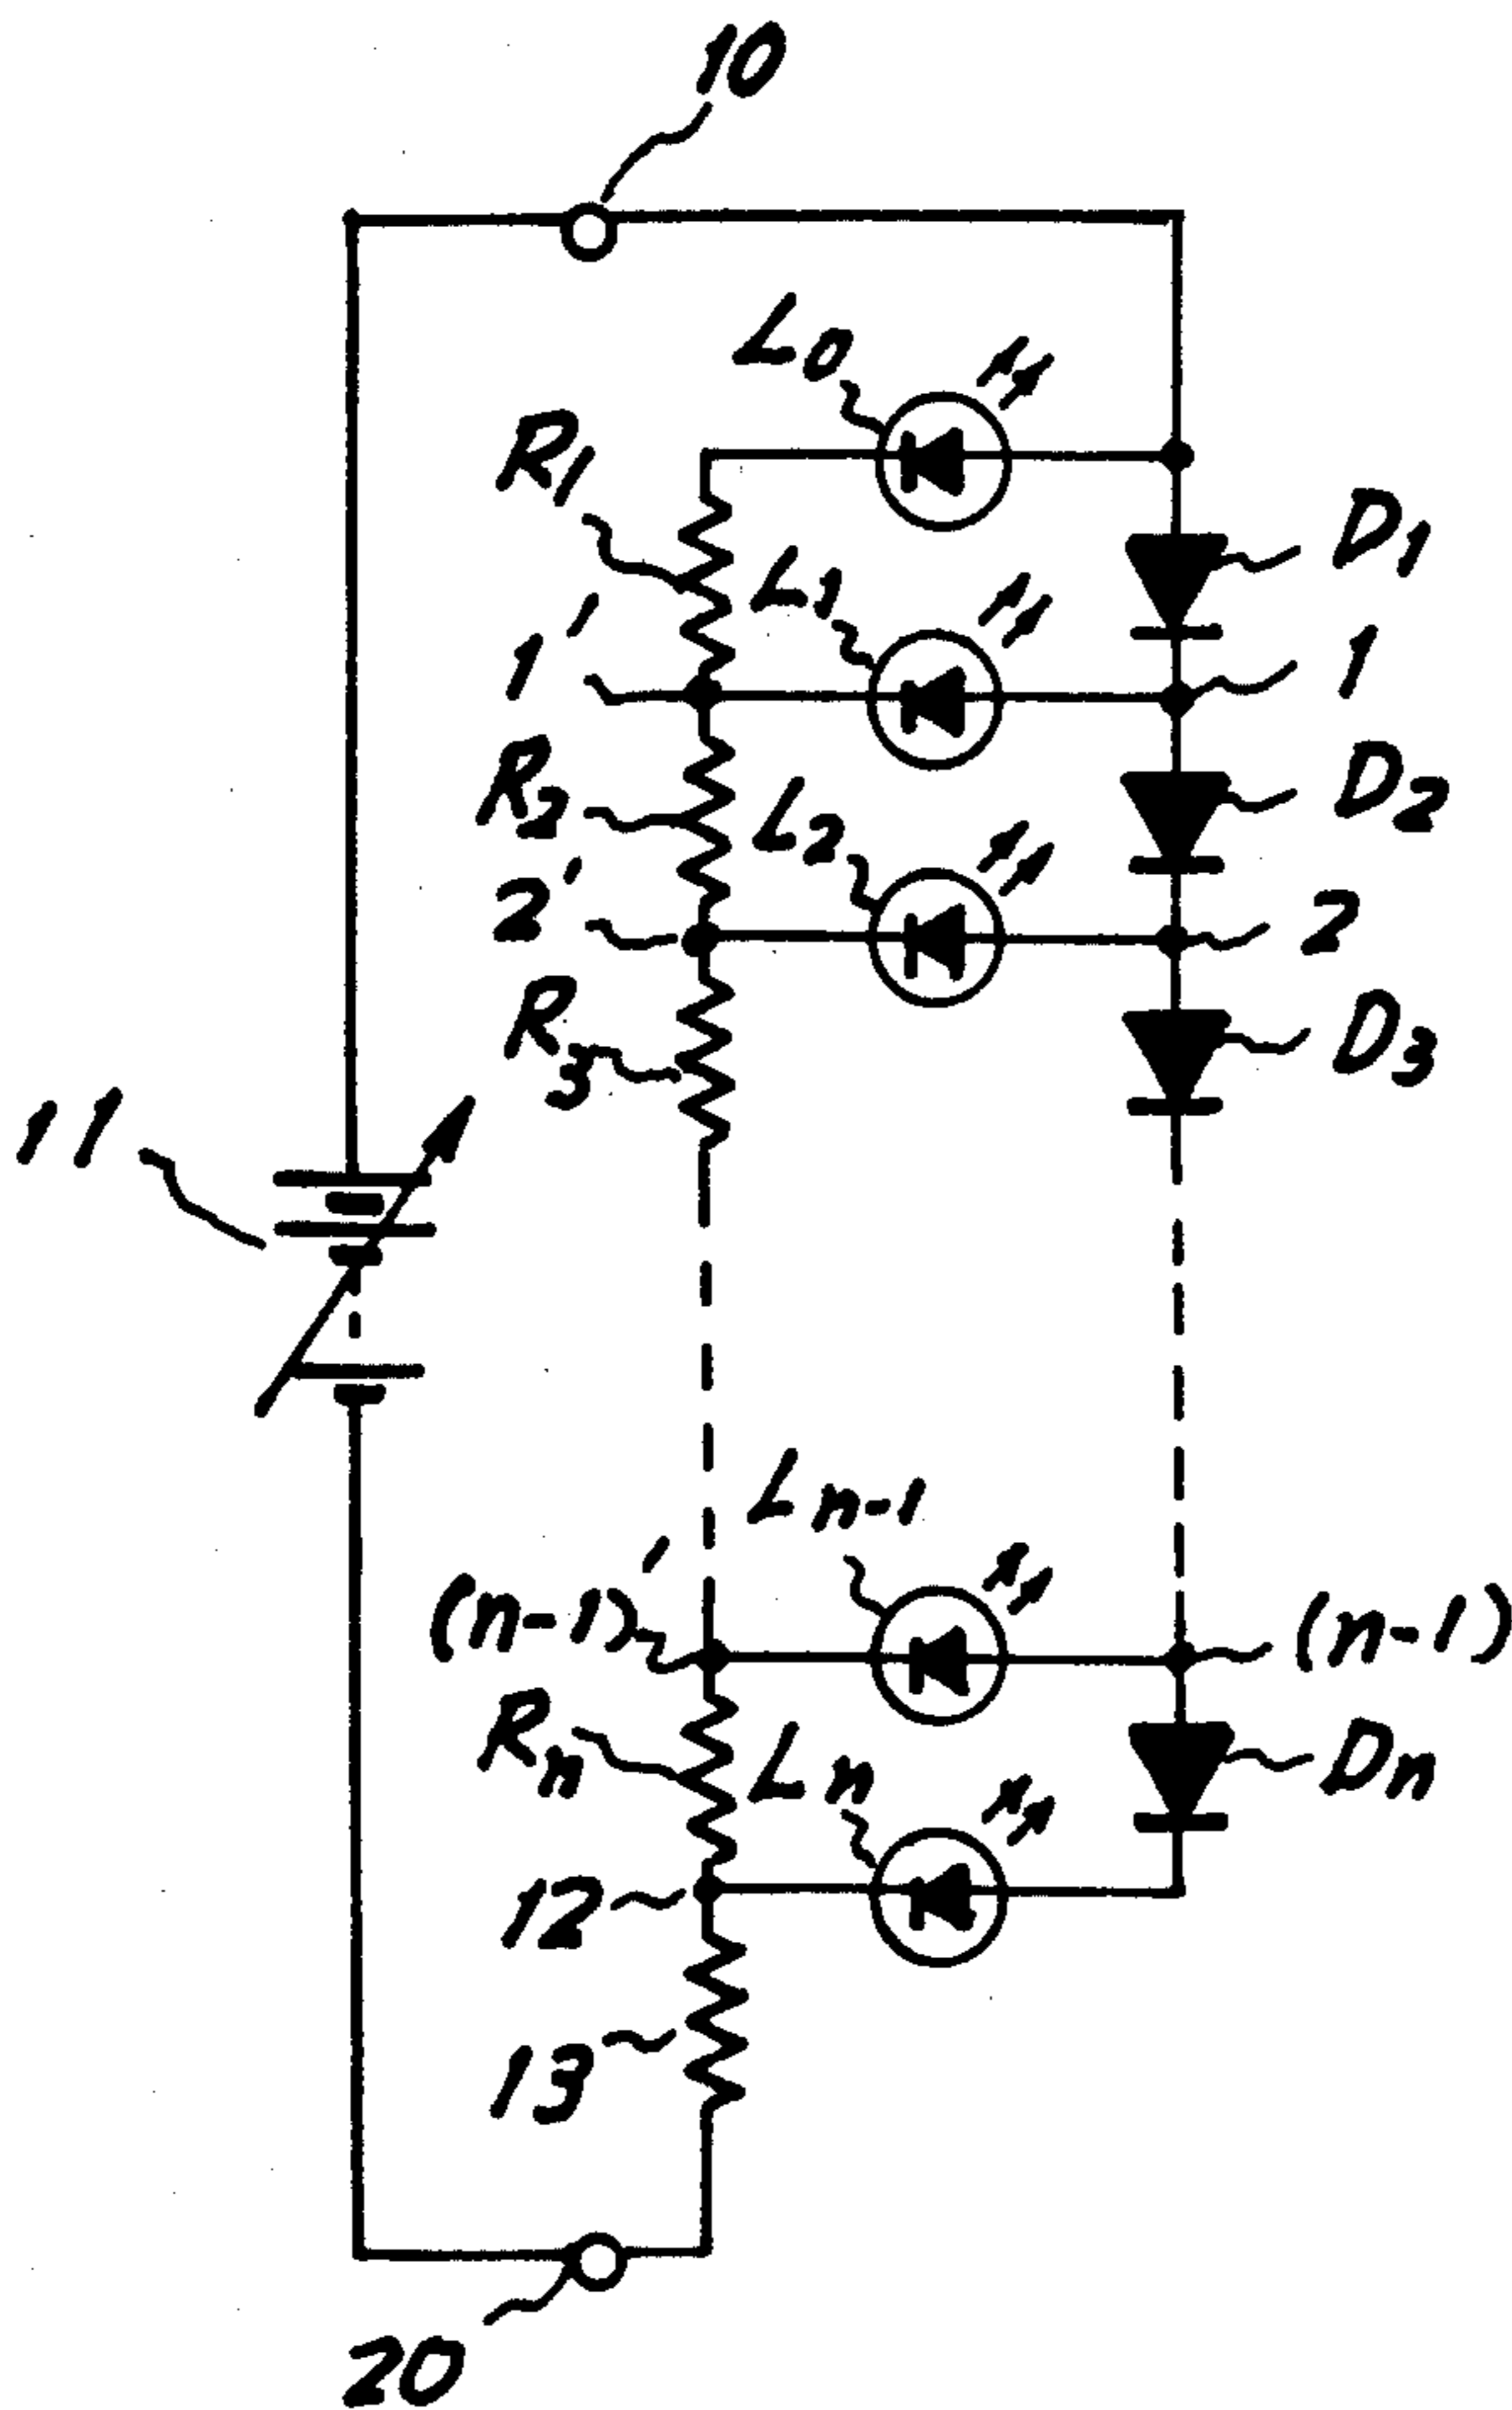 10
L0
R1
D1
L1
1'
1
R2
D2
L2
2'
2
R3
D3
11
Ln-1
(n-1)'
(n-1)
Rn
Ln
Dn
12
13
20